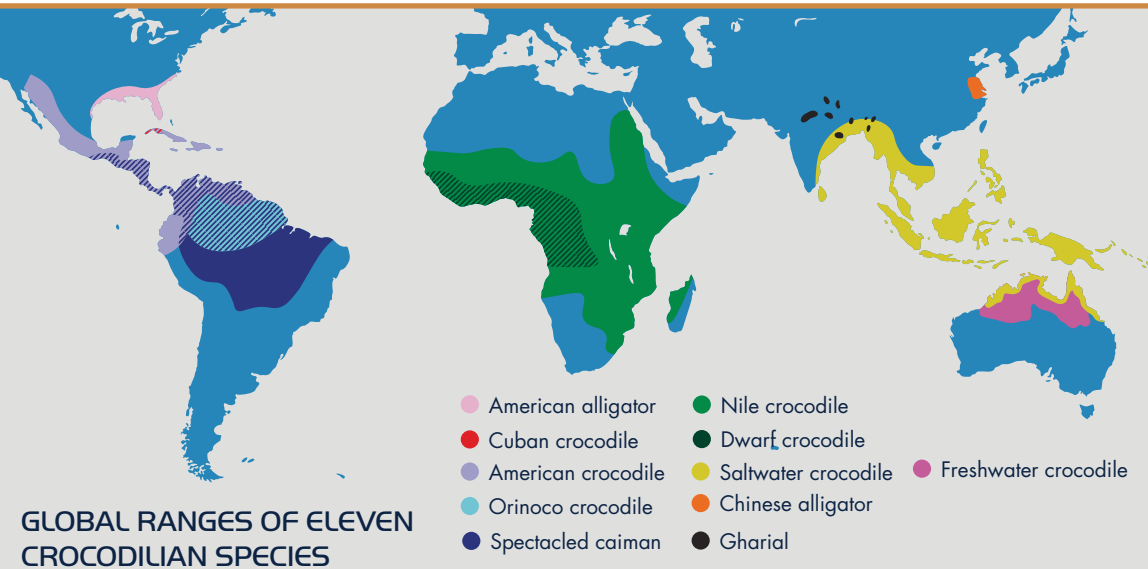 American alligator
Cuban crocodile
American crocodile
Orinoco crocodile
Spectacled caiman
Nile crocodile
Dwarf crocodile
Saltwater crocodile
Chinese alligator
Gharial
Freshwater crocodile
GLOBAL RANGES OF ELEVEN
CROCODILIAN SPECIES